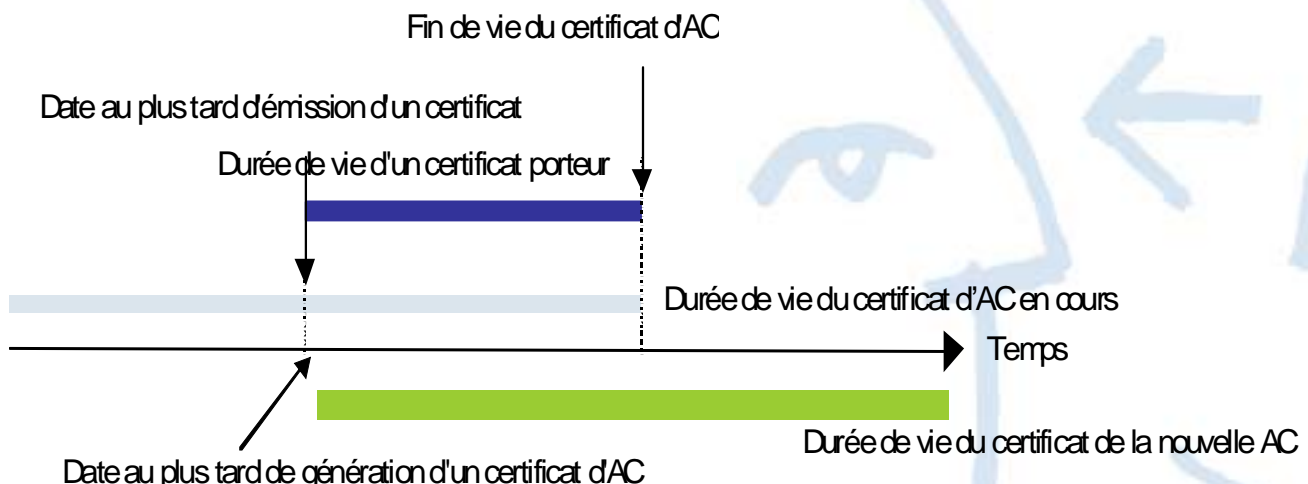 Fin de vie du certificat d'AC
Date au plus tard d'émission d'un certificat
Durée de vie d'un certificat porteur
Durée de vie du certificat d'AC en cours
Temps
Durée de vie du certificat de la nouvelle AC
Date au plus tard de génération d'un certificat d'AC